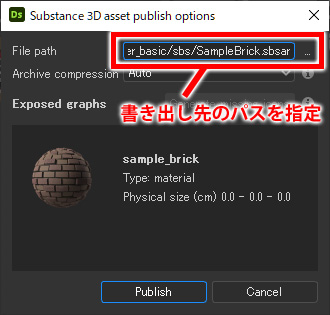 Ds Substance 3D asset publish options
File path er_basic/sbs/SampleBrick.sbsar ...
Archive compression Auto
書き出し先のパスを指定
Exposed graphs
sample_brick
Type: material
Physical size (cm) 0.0 - 0.0 - 0.0
Publish Cancel